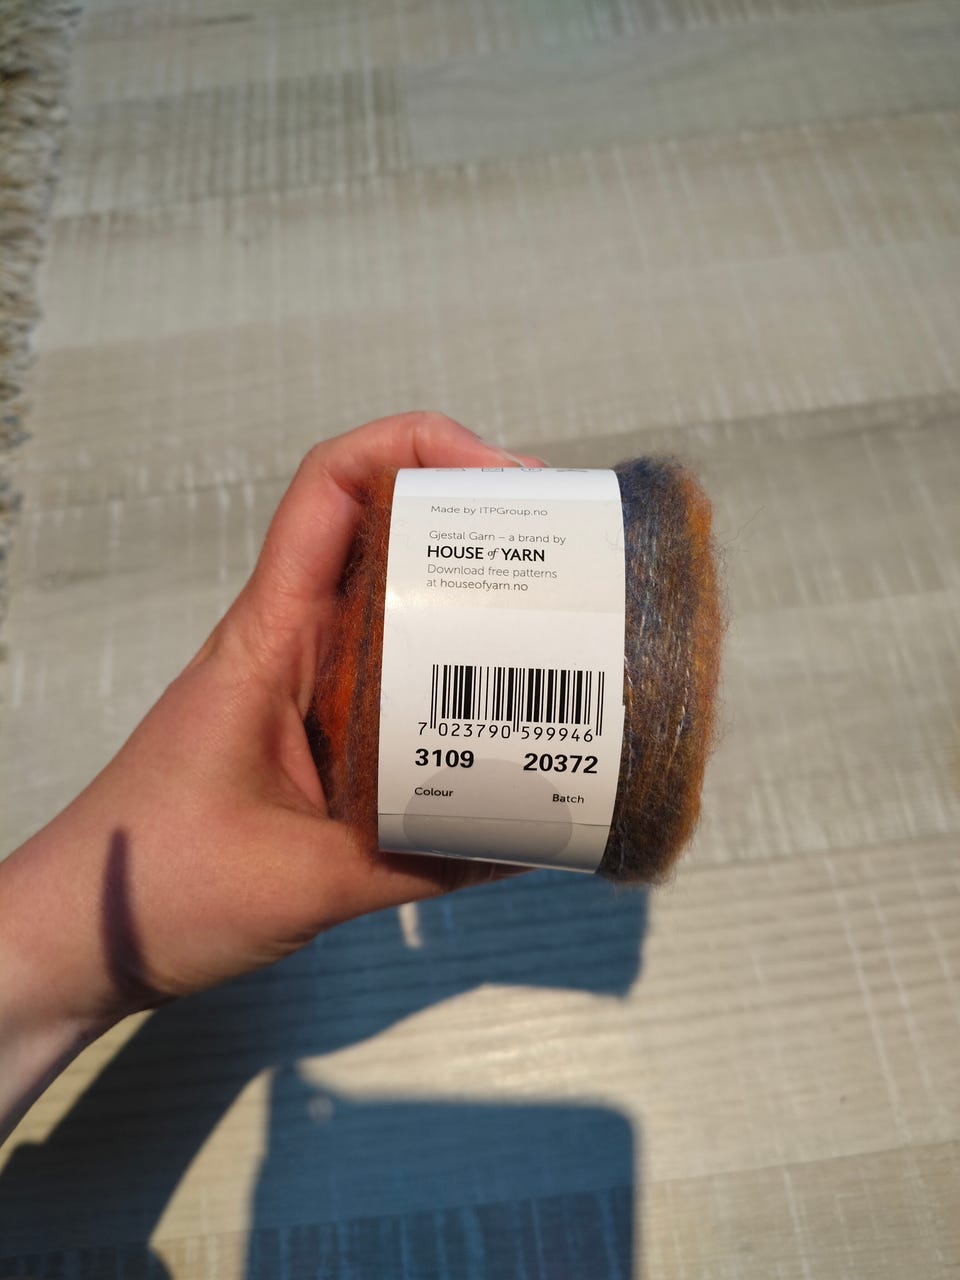 Made by ITPGroup.no
Gjestal Garn – a brand by
HOUSE of YARN
Download free patterns
at houseofyarn.no
7 023790 599946
3109 20372
Colour Batch